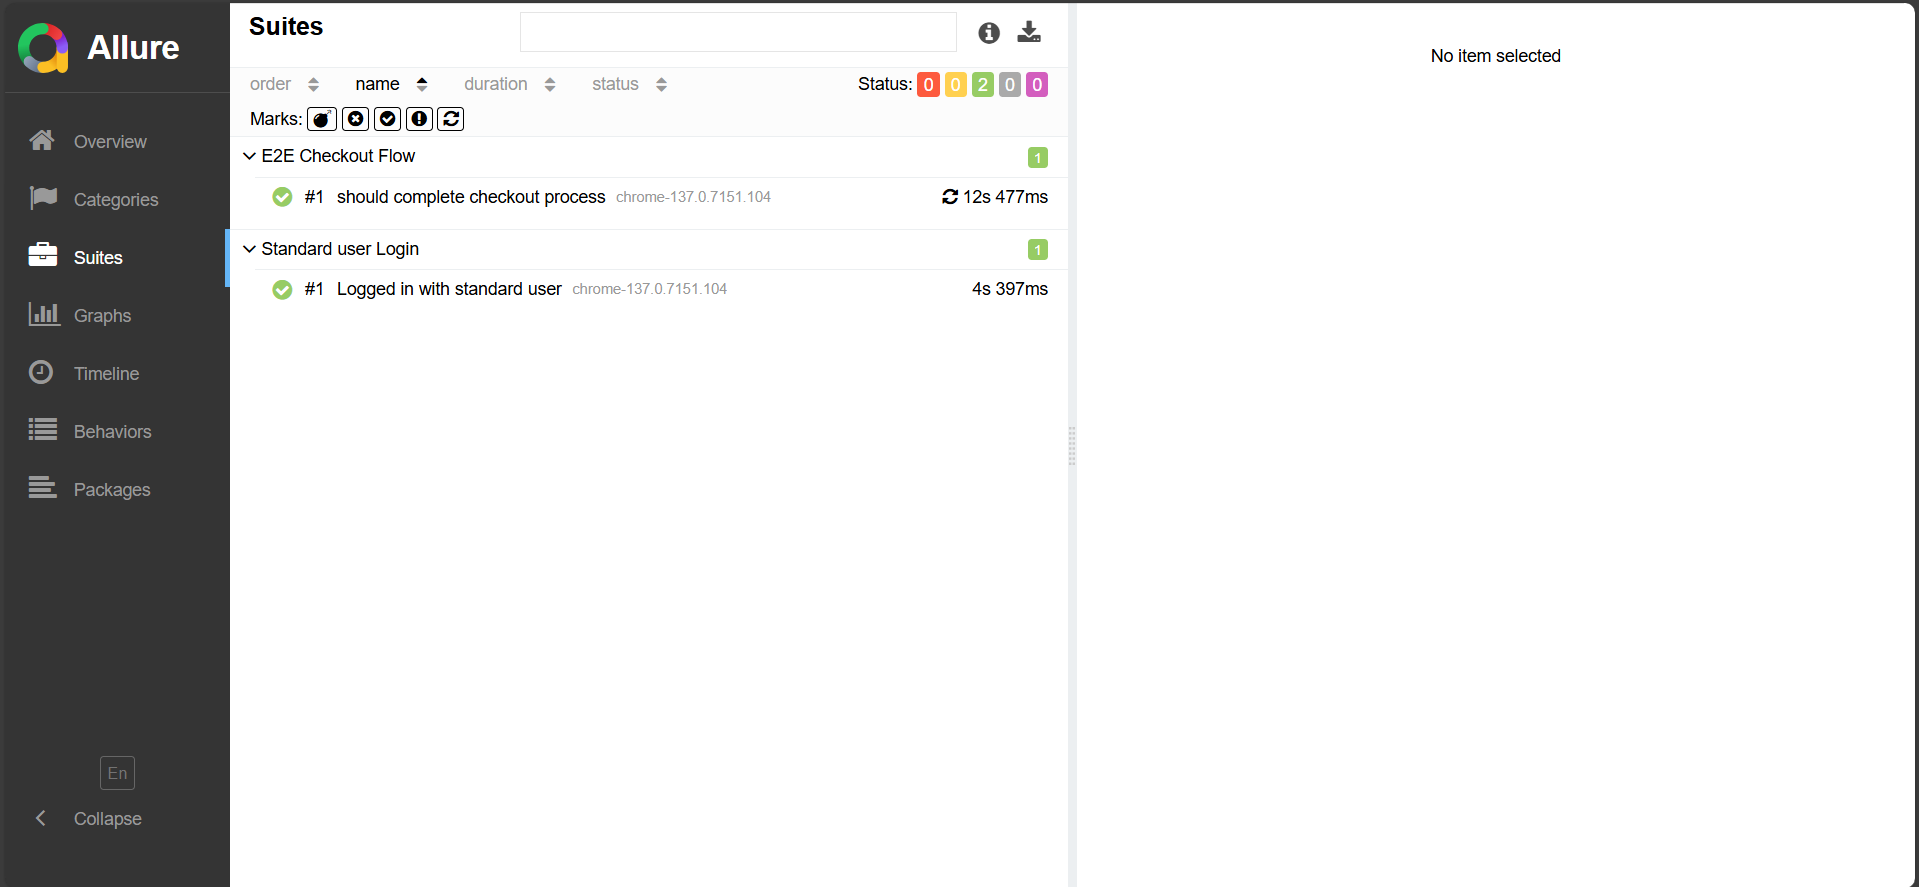 Allure
Overview
Categories
Suites
Graphs
Timeline
Behaviors
Packages
En
Collapse
Suites
order name duration status Status: 0 0 2 0 0
Marks:
E2E Checkout Flow 1
#1 should complete checkout process chrome-137.0.7151.104 12s 477ms
Standard user Login 1
#1 Logged in with standard user chrome-137.0.7151.104 4s 397ms
No item selected